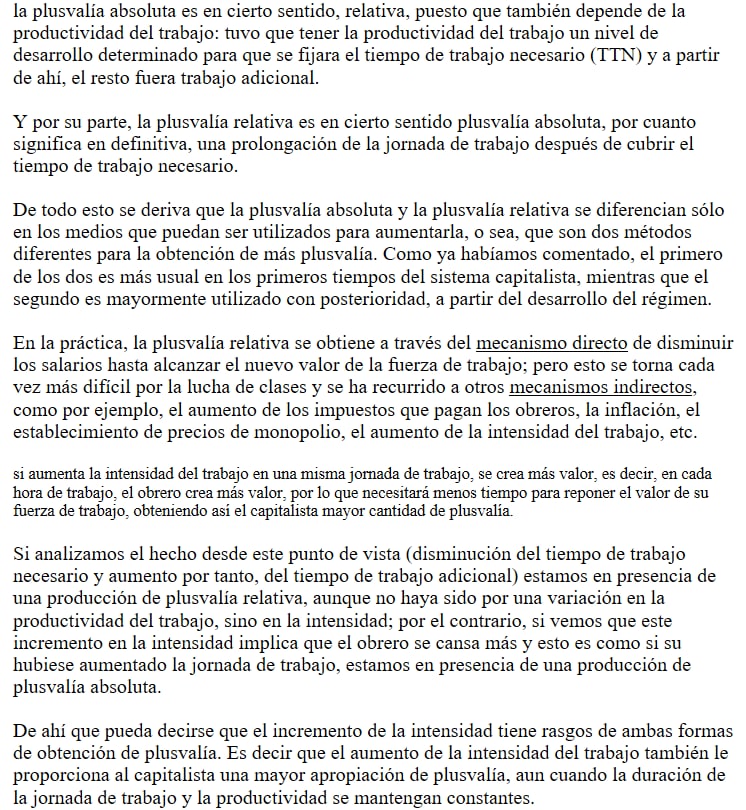 la plusvalía absoluta es en cierto sentido, relativa, puesto que también depende de la
productividad del trabajo: tuvo que tener la productividad del trabajo un nivel de
desarrollo determinado para que se fijara el tiempo de trabajo necesario (TTN) y a partir
de ahí, el resto fuera trabajo adicional.
Y por su parte, la plusvalía relativa es en cierto sentido plusvalía absoluta, por cuanto
significa en definitiva, una prolongación de la jornada de trabajo después de cubrir el
tiempo de trabajo necesario.
De todo esto se deriva que la plusvalía absoluta y la plusvalía relativa se diferencian sólo
en los medios que puedan ser utilizados para aumentarla, o sea, que son dos métodos
diferentes para la obtención de más plusvalía. Como ya habíamos comentado, el primero
de los dos es más usual en los primeros tiempos del sistema capitalista, mientras que el
segundo es mayormente utilizado con posterioridad, a partir del desarrollo del régimen.
En la práctica, la plusvalía relativa se obtiene a través del mecanismo directo de disminuir
los salarios hasta alcanzar el nuevo valor de la fuerza de trabajo; pero esto se torna cada
vez más difícil por la lucha de clases y se ha recurrido a otros mecanismos indirectos,
como por ejemplo, el aumento de los impuestos que pagan los obreros, la inflación, el
establecimiento de precios de monopolio, el aumento de la intensidad del trabajo, etc.
si aumenta la intensidad del trabajo en una misma jornada de trabajo, se crea más valor, es decir, en cada
hora de trabajo, el obrero crea más valor, por lo que necesitará menos tiempo para reponer el valor de su
fuerza de trabajo, obteniendo así el capitalista mayor cantidad de plusvalía.
Si analizamos el hecho desde este punto de vista (disminución del tiempo de trabajo
necesario y aumento por tanto, del tiempo de trabajo adicional) estamos en presencia de
una producción de plusvalía relativa, aunque no haya sido por una variación en la
productividad del trabajo, sino en la intensidad; por el contrario, si vemos que este
incremento en la intensidad implica que el obrero se cansa más y esto es como si su
hubiese aumentado la jornada de trabajo, estamos en presencia de una producción de
plusvalía absoluta.
De ahí que pueda decirse que el incremento de la intensidad tiene rasgos de ambas formas
de obtención de plusvalía. Es decir que el aumento de la intensidad del trabajo también le
proporciona al capitalista una mayor apropiación de plusvalía, aun cuando la duración de
la jornada de trabajo y la productividad se mantengan constantes.